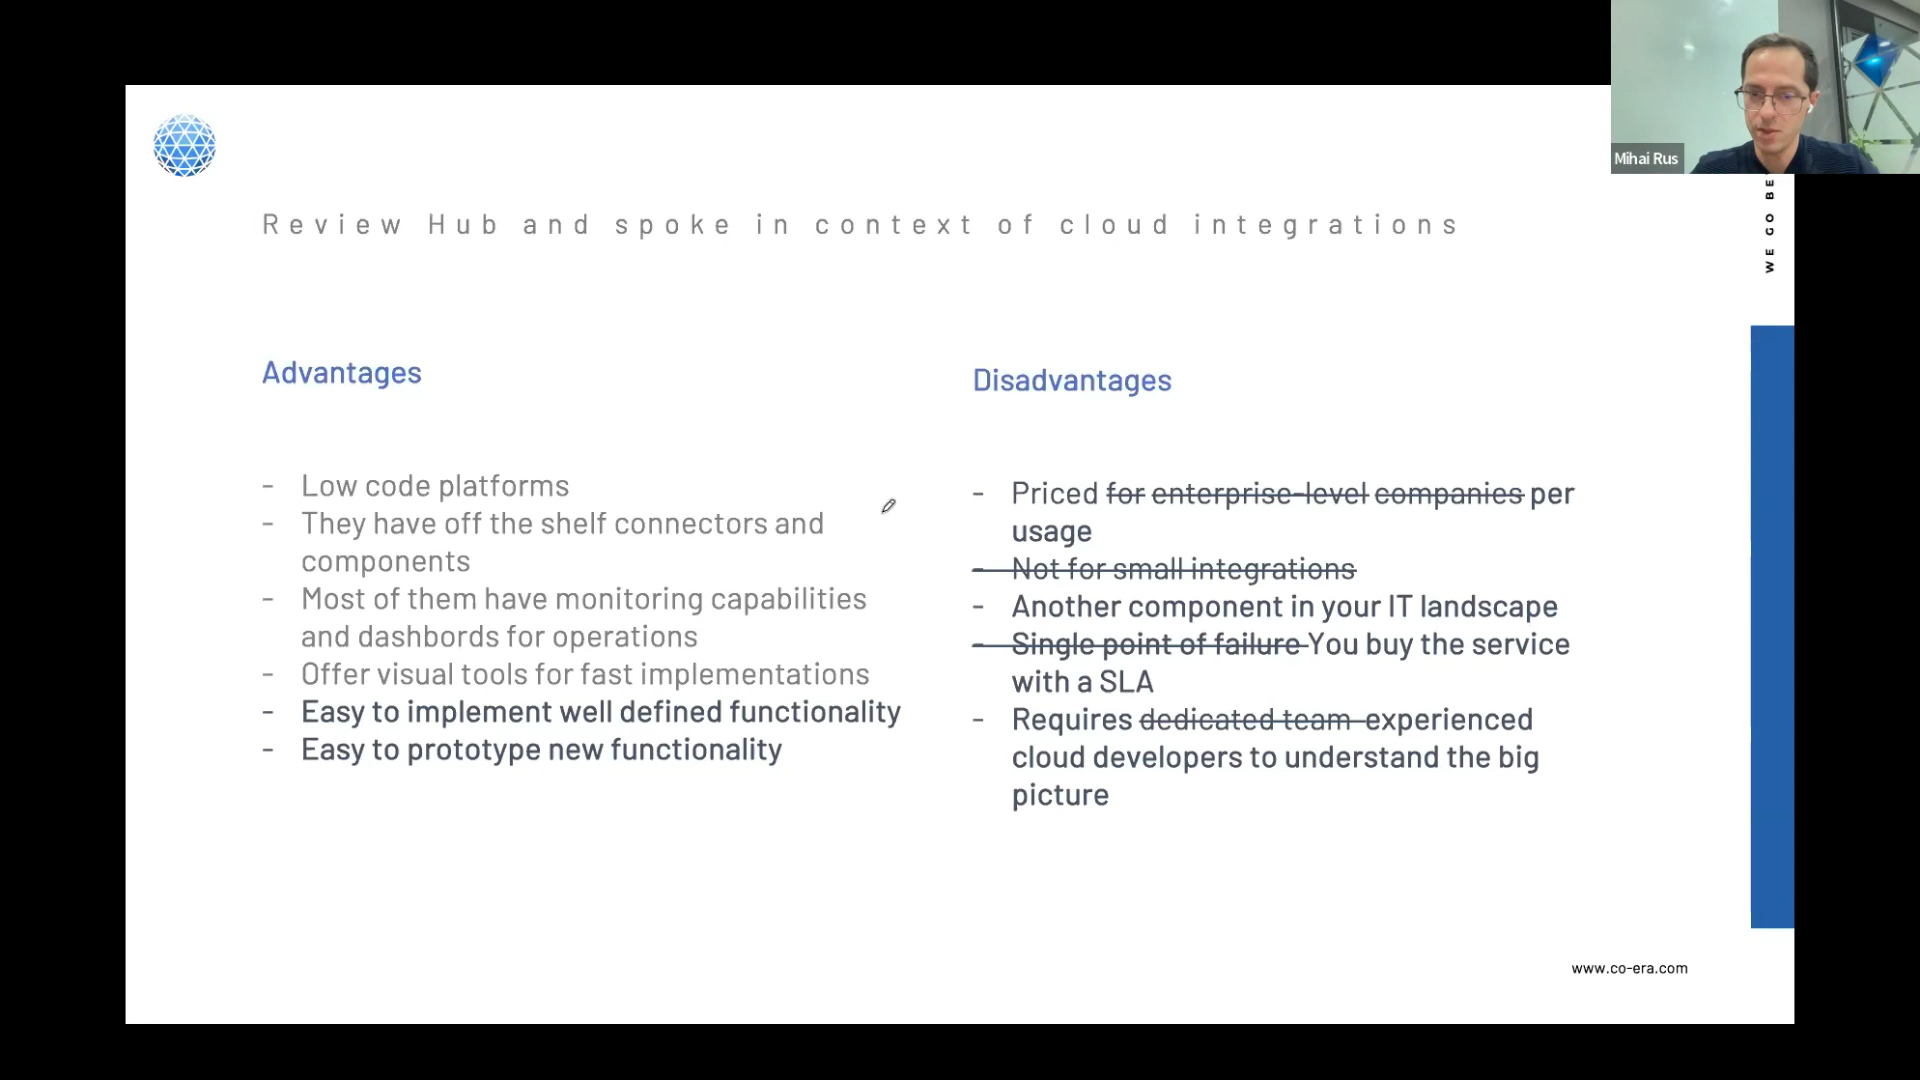 Mihai Rus
WE GO BE
Review Hub and spoke in context of cloud integrations
Advantages
- Low code platforms
- They have off the shelf connectors and
components
- Most of them have monitoring capabilities
and dashbords for operations
- Offer visual tools for fast implementations
- Easy to implement well defined functionality
- Easy to prototype new functionality
Disadvantages
- Priced for enterprise-level companies per
usage
- Not for small integrations
- Another component in your IT landscape
- Single point of failure You buy the service
with a SLA
- Requires dedicated team experienced
cloud developers to understand the big
picture
www.co-era.com